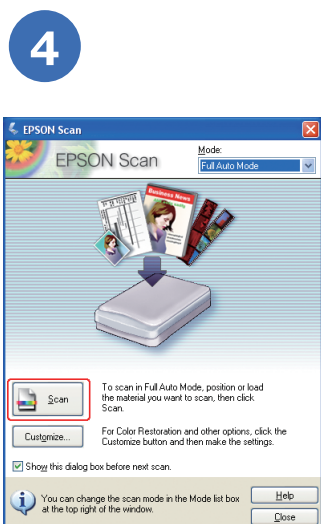 4
EPSON Scan
EPSON Scan
Mode:
Full Auto Mode
Business News
To scan in Full Auto Mode, position or load
the material you want to scan, then click
Scan.
Scan
For Color Restoration and other options, click the
Customize button and then make the settings.
Customize...
Show this dialog box before next scan.
You can change the scan mode in the Mode list box
at the top right of the window.
Help
Close